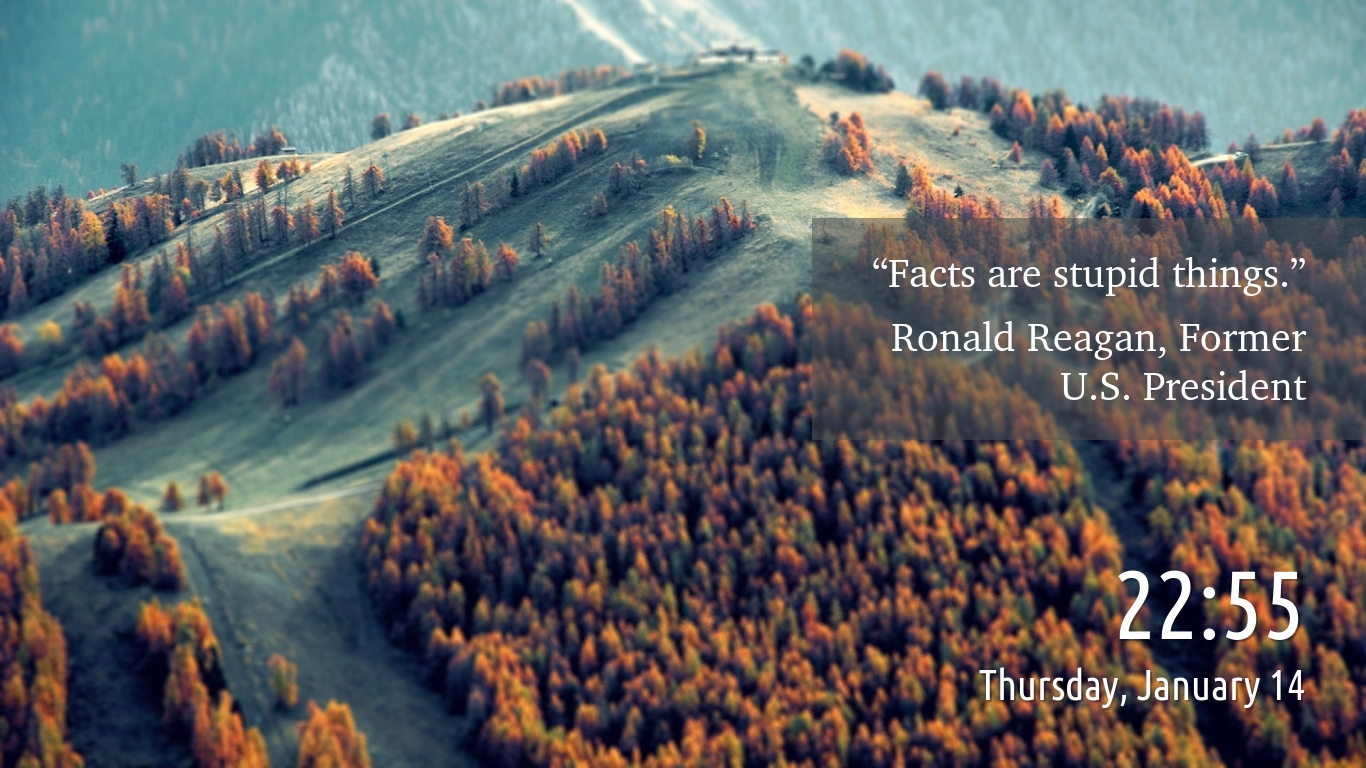 “Facts are stupid things.”
Ronald Reagan, Former
U.S. President
22:55
Thursday, January 14